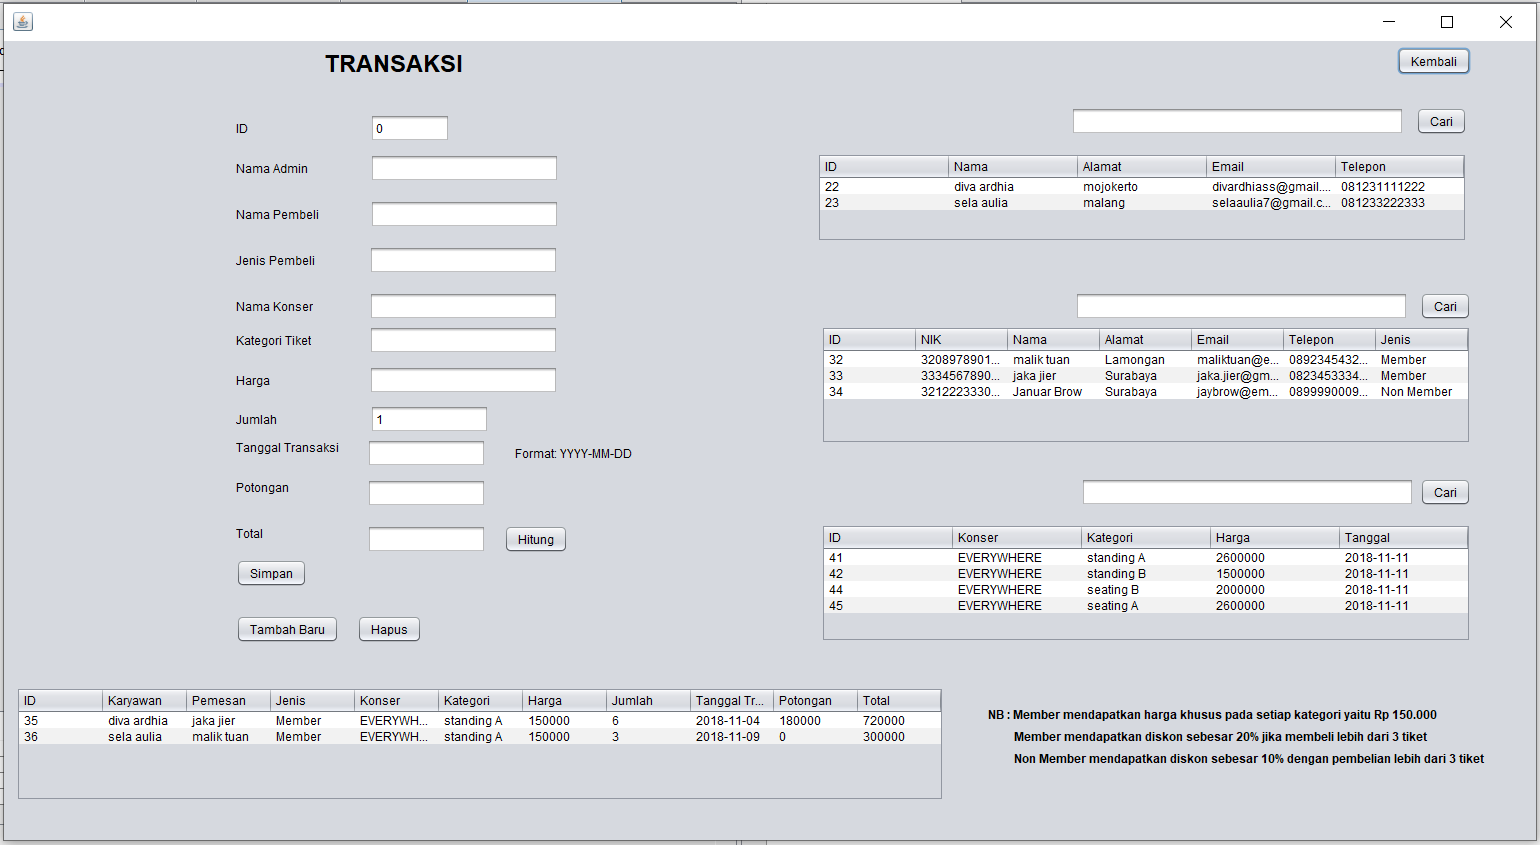 TRANSAKSI
Kembali
ID 0
Nama Admin
Nama Pembeli
Jenis Pembeli
Nama Konser
Kategori Tiket
Harga
Jumlah 1
Tanggal Transaksi Format: YYYY-MM-DD
Potongan
Total Hitung
Simpan
Tambah Baru Hapus
Cari
ID Nama Alamat Email Telepon
22 diva ardhia mojokerto divardhiass@gmail.... 081231111222
23 sela aulia malang selaaulia7@gmail.c... 081233222333
Cari
ID NIK Nama Alamat Email Telepon Jenis
32 3208978901... malik tuan Lamongan maliktuan@e... 0892345432... Member
33 3334567890... jaka jier Surabaya jaka.jier@gm... 0823453334... Member
34 3212223330... Januar Brow Surabaya jaybrow@em... 0899990009... Non Member
Cari
ID Konser Kategori Harga Tanggal
41 EVERYWHERE standing A 2600000 2018-11-11
42 EVERYWHERE standing B 1500000 2018-11-11
44 EVERYWHERE seating B 2000000 2018-11-11
45 EVERYWHERE seating A 2600000 2018-11-11
ID Karyawan Pemesan Jenis Konser Kategori Harga Jumlah Tanggal Tr... Potongan Total
35 diva ardhia jaka jier Member EVERYWH... standing A 150000 6 2018-11-04 180000 720000
36 sela aulia malik tuan Member EVERYWH... standing A 150000 3 2018-11-09 0 300000
NB : Member mendapatkan harga khusus pada setiap kategori yaitu Rp 150.000
Member mendapatkan diskon sebesar 20% jika membeli lebih dari 3 tiket
Non Member mendapatkan diskon sebesar 10% dengan pembelian lebih dari 3 tiket